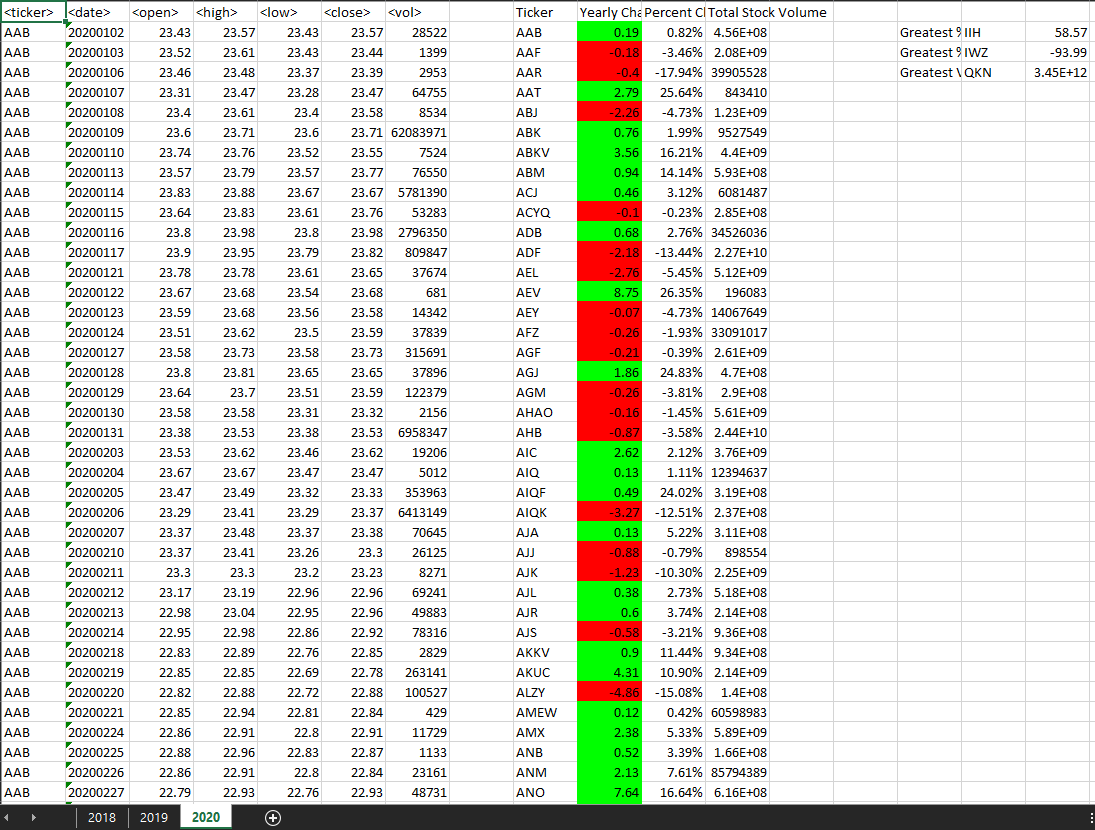 <ticker> <date> <open> <high> <low> <close> <vol> Ticker Yearly Cha Percent Cl Total Stock Volume
AAB 20200102 23.43 23.57 23.43 23.57 28522 AAB 0.19 0.82% 4.56E+08 Greatest % IIH 58.57
AAB 20200103 23.52 23.61 23.43 23.44 1399 AAF -0.18 -3.46% 2.08E+09 Greatest % IWZ -93.99
AAB 20200106 23.46 23.48 23.37 23.39 2953 AAR -0.4 -17.94% 39905528 Greatest V QKN 3.45E+12
AAB 20200107 23.31 23.47 23.28 23.47 64755 AAT 2.79 25.64% 843410
AAB 20200108 23.4 23.61 23.4 23.58 8534 ABJ -2.26 -4.73% 1.23E+09
AAB 20200109 23.6 23.71 23.6 23.71 62083971 ABK 0.76 1.99% 9527549
AAB 20200110 23.74 23.76 23.52 23.55 7524 ABKV 3.56 16.21% 4.4E+09
AAB 20200113 23.57 23.79 23.57 23.77 76550 ABM 0.94 14.14% 5.93E+08
AAB 20200114 23.83 23.88 23.67 23.67 5781390 ACJ 0.46 3.12% 6081487
AAB 20200115 23.64 23.83 23.61 23.76 53283 ACYQ -0.1 -0.23% 2.85E+08
AAB 20200116 23.8 23.98 23.8 23.98 2796350 ADB 0.68 2.76% 34526036
AAB 20200117 23.9 23.95 23.79 23.82 809847 ADF -2.18 -13.44% 2.27E+10
AAB 20200121 23.78 23.78 23.61 23.65 37674 AEL -2.76 -5.45% 5.12E+09
AAB 20200122 23.67 23.68 23.54 23.68 681 AEV 8.75 26.35% 196083
AAB 20200123 23.59 23.68 23.56 23.58 14342 AEY -0.07 -4.73% 14067649
AAB 20200124 23.51 23.62 23.5 23.59 37839 AFZ -0.26 -1.93% 33091017
AAB 20200127 23.58 23.73 23.58 23.73 315691 AGF -0.21 -0.39% 2.61E+09
AAB 20200128 23.8 23.81 23.65 23.65 37896 AGJ 1.86 24.83% 4.7E+08
AAB 20200129 23.64 23.7 23.51 23.59 122379 AGM -0.26 -3.81% 2.9E+08
AAB 20200130 23.58 23.58 23.31 23.32 2156 AHAO -0.16 -1.45% 5.61E+09
AAB 20200131 23.38 23.53 23.38 23.53 6958347 AHB -0.87 -3.58% 2.44E+10
AAB 20200203 23.53 23.62 23.46 23.62 19206 AIC 2.62 2.12% 3.76E+09
AAB 20200204 23.67 23.67 23.47 23.47 5012 AIQ 0.13 1.11% 12394637
AAB 20200205 23.47 23.49 23.32 23.33 353963 AIQF 0.49 24.02% 3.19E+08
AAB 20200206 23.29 23.41 23.29 23.37 6413149 AIQK -3.27 -12.51% 2.37E+08
AAB 20200207 23.37 23.48 23.37 23.38 70645 AJA 0.13 5.22% 3.11E+08
AAB 20200210 23.37 23.41 23.26 23.3 26125 AJJ -0.88 -0.79% 898554
AAB 20200211 23.3 23.3 23.2 23.23 8271 AJK -1.23 -10.30% 2.25E+09
AAB 20200212 23.17 23.19 22.96 22.96 69241 AJL 0.38 2.73% 5.18E+08
AAB 20200213 22.98 23.04 22.95 22.96 49883 AJR 0.6 3.74% 2.14E+08
AAB 20200214 22.95 22.98 22.86 22.92 78316 AJS -0.58 -3.21% 9.36E+08
AAB 20200218 22.83 22.89 22.76 22.85 2829 AKKV 0.9 11.44% 9.34E+08
AAB 20200219 22.85 22.85 22.69 22.78 263141 AKUC 4.31 10.90% 2.14E+09
AAB 20200220 22.82 22.88 22.72 22.88 100527 ALZY -4.86 -15.08% 1.4E+08
AAB 20200221 22.85 22.94 22.81 22.84 429 AMEW 0.12 0.42% 60598983
AAB 20200224 22.86 22.91 22.8 22.91 11729 AMX 2.38 5.33% 5.89E+09
AAB 20200225 22.88 22.96 22.83 22.87 1133 ANB 0.52 3.39% 1.66E+08
AAB 20200226 22.86 22.91 22.8 22.84 23161 ANM 2.13 7.61% 85794389
AAB 20200227 22.79 22.93 22.76 22.93 48731 ANO 7.64 16.64% 6.16E+08
2018 2019 2020